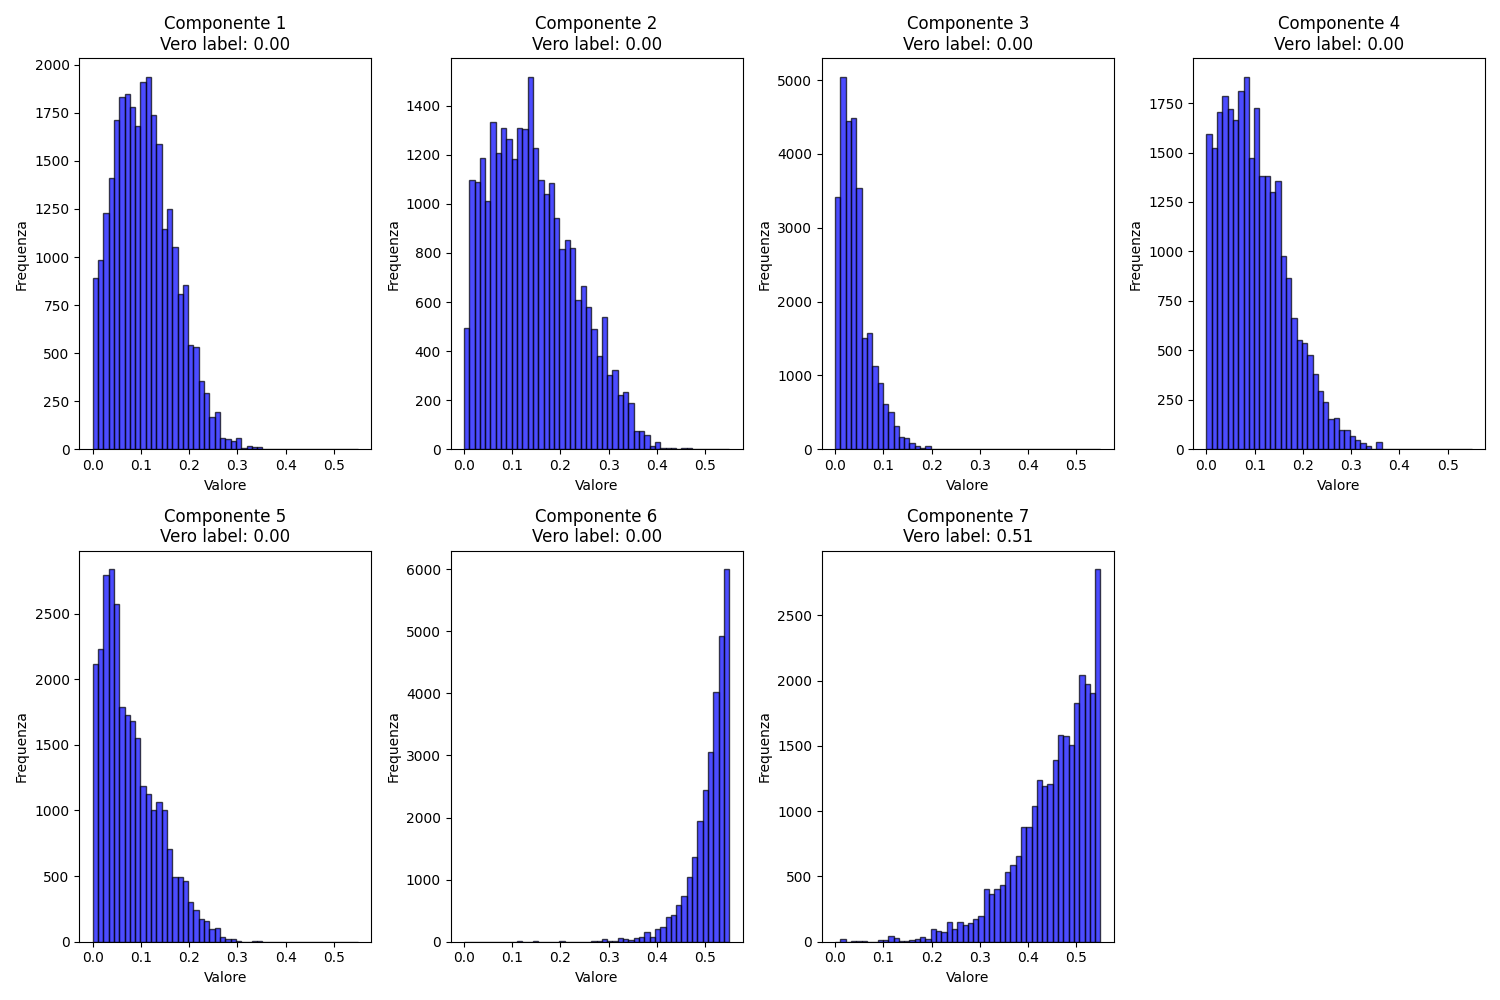 Componente 1
Vero label: 0.00
Frequenza
2000
1750
1500
1250
1000
750
500
250
0
0.0 0.1 0.2 0.3 0.4 0.5
Valore
Componente 2
Vero label: 0.00
Frequenza
1400
1200
1000
800
600
400
200
0
0.0 0.1 0.2 0.3 0.4 0.5
Valore
Componente 3
Vero label: 0.00
Frequenza
5000
4000
3000
2000
1000
0
0.0 0.1 0.2 0.3 0.4 0.5
Valore
Componente 4
Vero label: 0.00
Frequenza
1750
1500
1250
1000
750
500
250
0
0.0 0.1 0.2 0.3 0.4 0.5
Valore
Componente 5
Vero label: 0.00
Frequenza
2500
2000
1500
1000
500
0
0.0 0.1 0.2 0.3 0.4 0.5
Valore
Componente 6
Vero label: 0.00
Frequenza
6000
5000
4000
3000
2000
1000
0
0.0 0.1 0.2 0.3 0.4 0.5
Valore
Componente 7
Vero label: 0.51
Frequenza
2500
2000
1500
1000
500
0
0.0 0.1 0.2 0.3 0.4 0.5
Valore